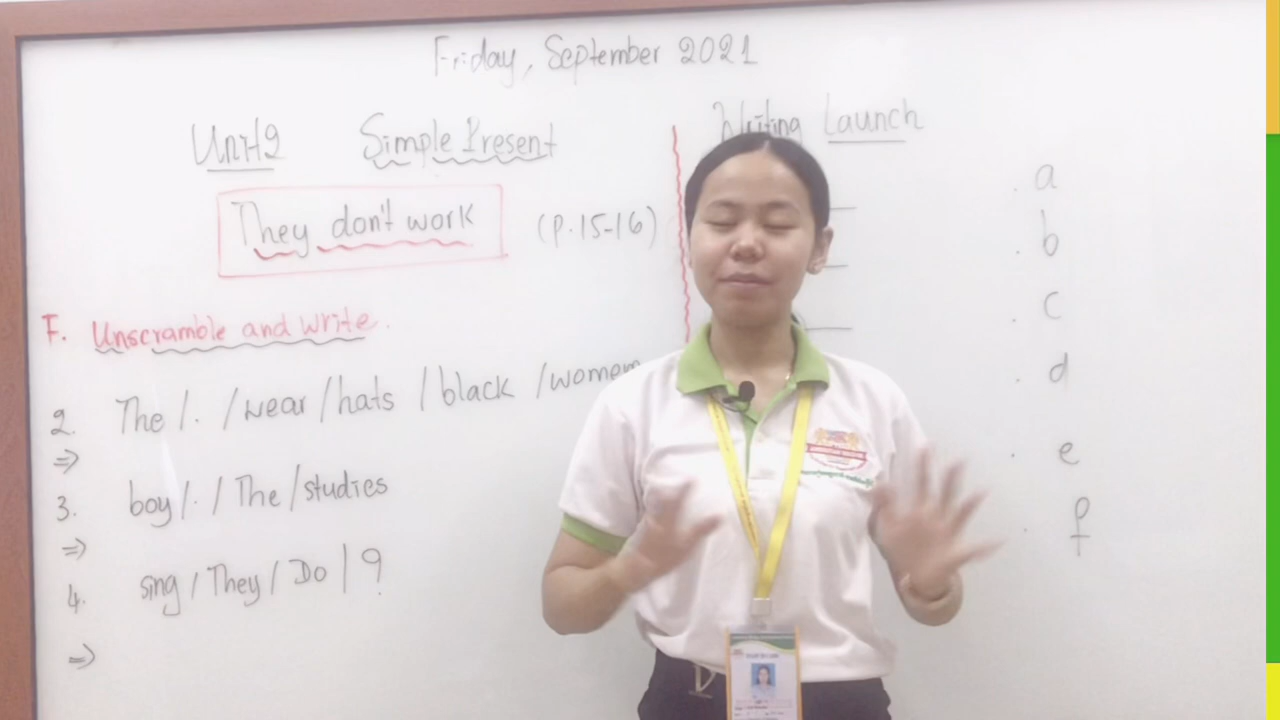 Friday, September 2021
Unit 2 Simple Present
They don't work (P.15-16)
F. Unscramble and write.
2. The / . / wear / hats / black / women
=>
3. boy / . / The / studies
=>
4. sing / They / Do / ?
=>
Writing Launch
. a
. b
. c
. d
. e
. f